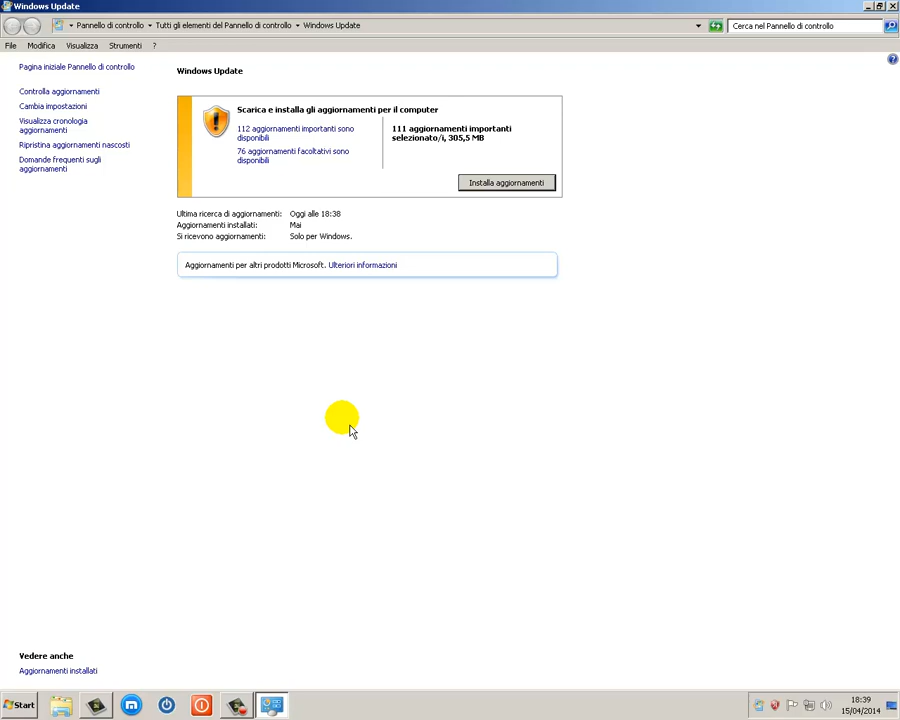 Windows Update
Pannello di controllo
Tutti gli elementi del Pannello di controllo
Windows Update
Cerca nel Pannello di controllo
File
Modifica
Visualizza
Strumenti
?
Pagina iniziale Pannello di controllo
Controlla aggiornamenti
Cambia impostazioni
Visualizza cronologia
aggiornamenti
Ripristina aggiornamenti nascosti
Domande frequenti sugli
aggiornamenti
Windows Update
Scarica e installa gli aggiornamenti per il computer
112 aggiornamenti importanti sono
disponibili
76 aggiornamenti facoltativi sono
disponibili
111 aggiornamenti importanti
selezionato/i, 305,5 MB
Installa aggiornamenti
Ultima ricerca di aggiornamenti: Oggi alle 18:38
Aggiornamenti installati: Mai
Si ricevono aggiornamenti: Solo per Windows.
Aggiornamenti per altri prodotti Microsoft. Ulteriori informazioni
Vedere anche
Aggiornamenti installati
Start
18:39
15/04/2014